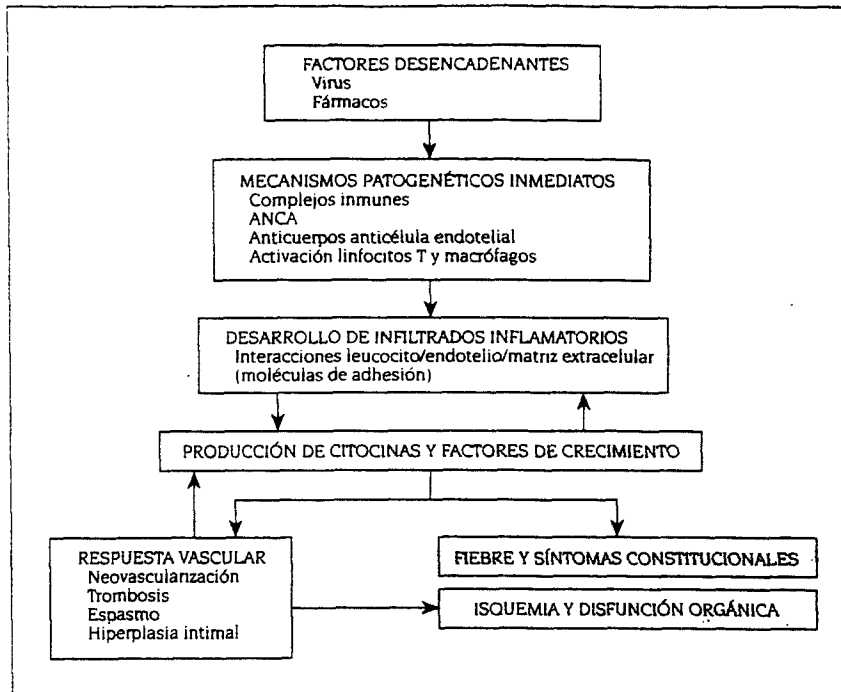 FACTORES DESENCADENANTES
Virus
Fármacos
MECANISMOS PATOGENÉTICOS INMEDIATOS
Complejos inmunes
ANCA
Anticuerpos anticélula endotelial
Activación linfocitos T y macrófagos
DESARROLLO DE INFILTRADOS INFLAMATORIOS
Interacciones leucocito/endotelio/matriz extracelular
(moléculas de adhesión)
PRODUCCIÓN DE CITOCINAS Y FACTORES DE CRECIMIENTO
RESPUESTA VASCULAR
Neovascularización
Trombosis
Espasmo
Hiperplasia intimal
FIEBRE Y SÍNTOMAS CONSTITUCIONALES
ISQUEMIA Y DISFUNCIÓN ORGÁNICA